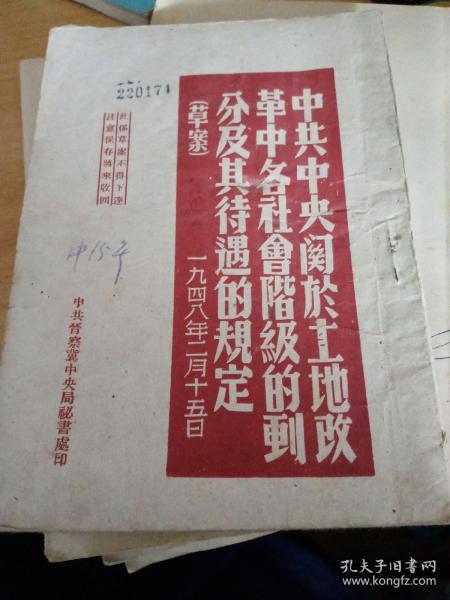 220174
中共中央関於土地改
革中各社會階級的劃
分及其待遇的規定
(草案)
一九四八年二月十五日
此係草案不得下達
注意保存將來收回
中共晉察冀中央局祕書處印
孔夫子旧书网
www.kongfz.com